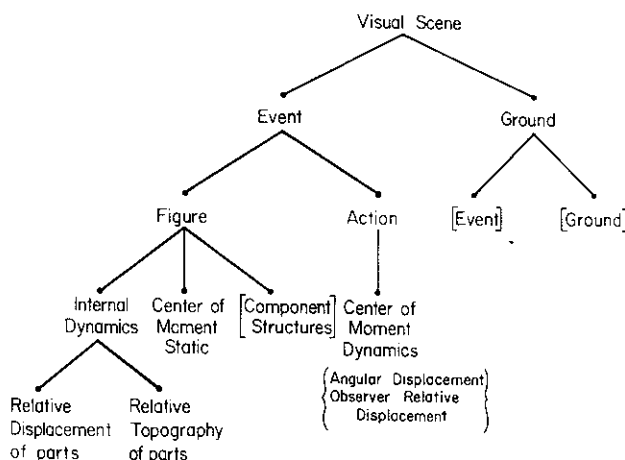 Visual Scene
Event
Ground
Figure
Action
[Event]
[Ground]
Internal
Dynamics
Center of
Moment
Static
[Component
Structures]
Center of
Moment
Dynamics
{Angular Displacement
Observer Relative
Displacement}
Relative
Displacement
of parts
Relative
Topography
of parts